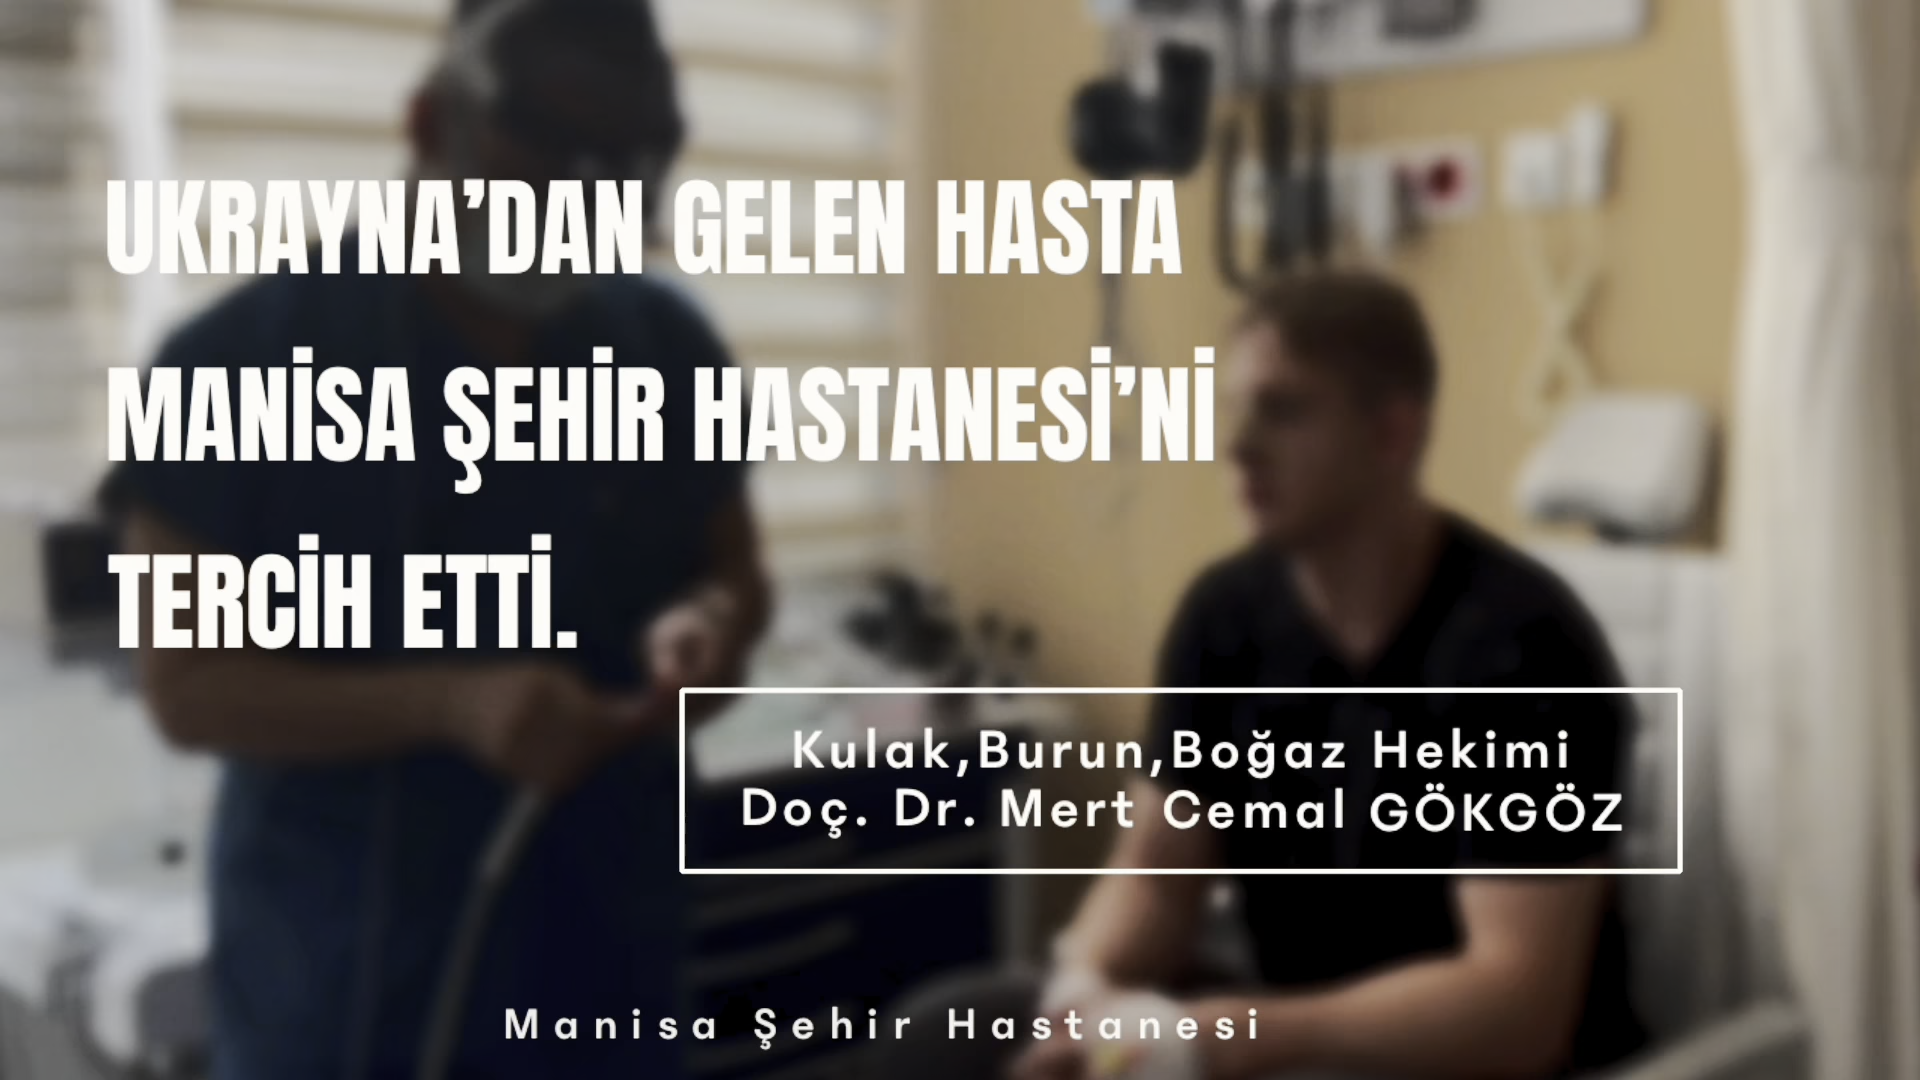 UKRAYNA’DAN GELEN HASTA
MANİSA ŞEHİR HASTANESİ’Nİ
TERCİH ETTİ.
Kulak,Burun,Boğaz Hekimi
Doç. Dr. Mert Cemal GÖKGÖZ
Manisa Şehir Hastanesi